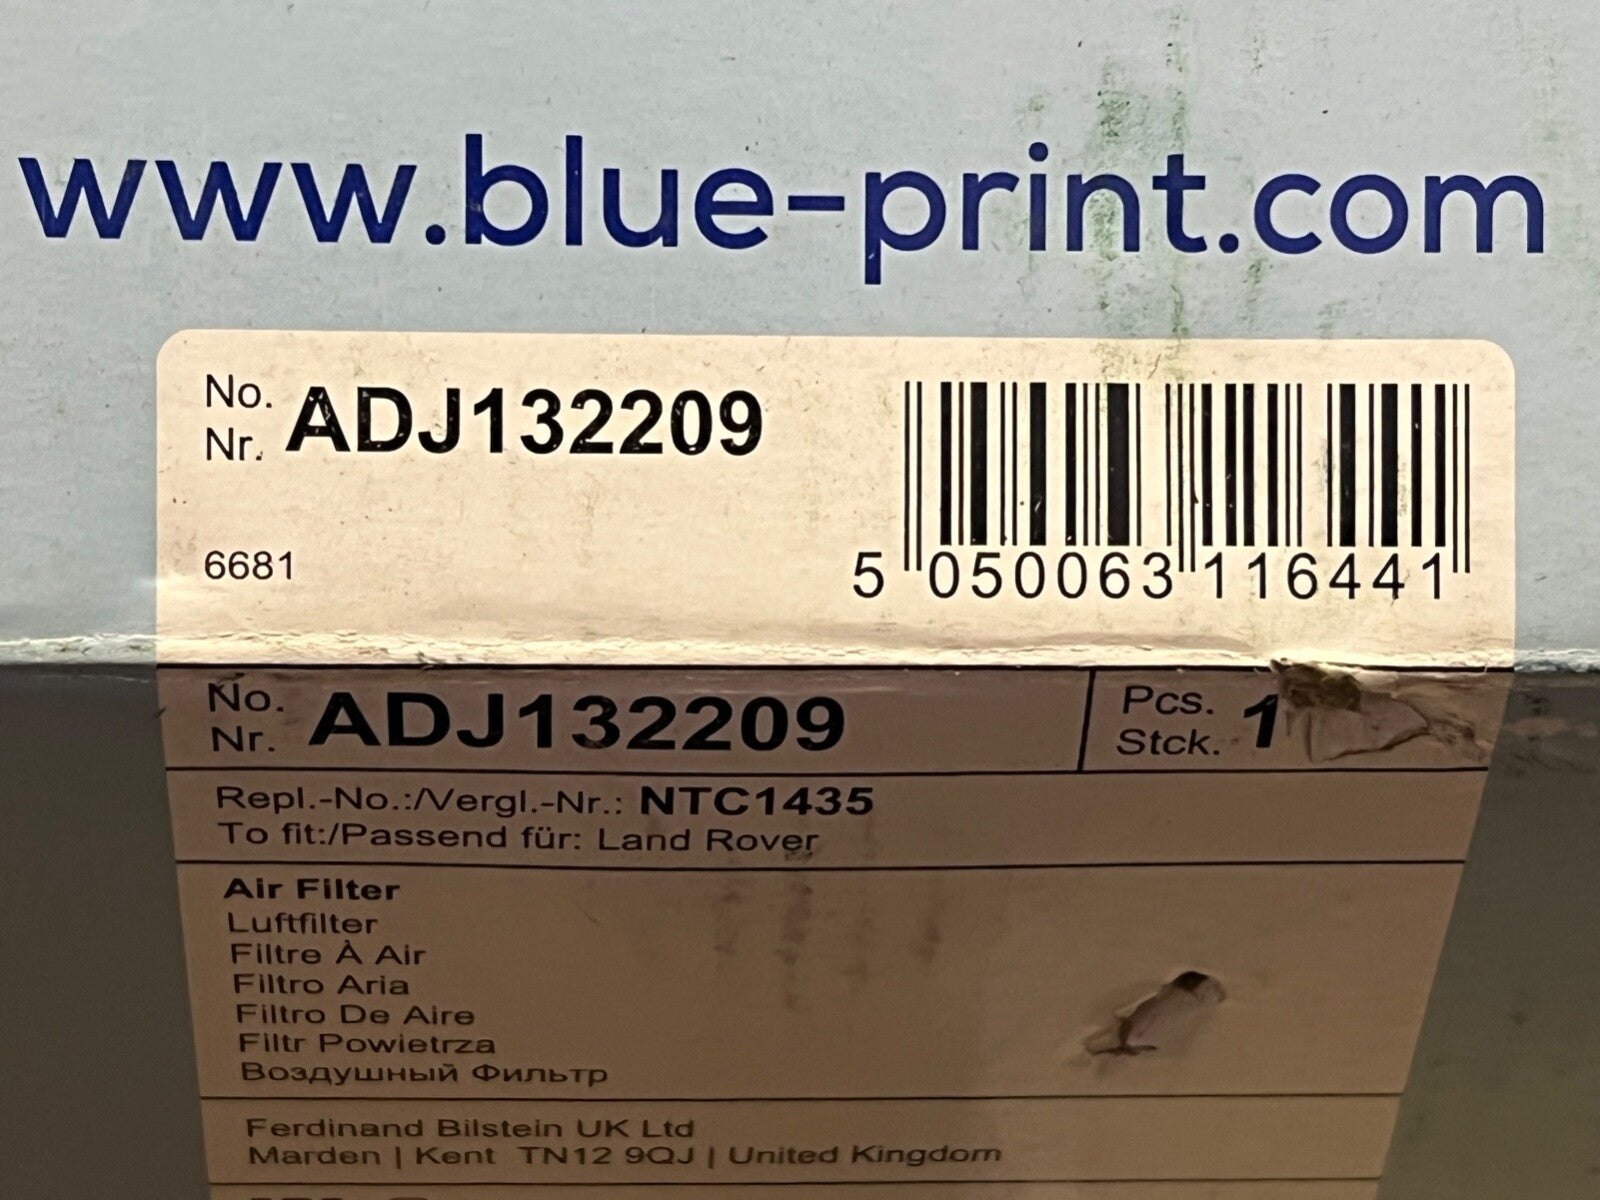 www.blue-print.com
No. ADJ132209
Nr.
6681
5 050063 116441
No. ADJ132209
Nr.
Pcs. 1
Stck.
Repl.-No.:/Vergl.-Nr.: NTC1435
To fit:/Passend für: Land Rover
Air Filter
Luftfilter
Filtre À Air
Filtro Aria
Filtro De Aire
Filtr Powietrza
Воздушный Фильтр
Ferdinand Bilstein UK Ltd
Marden | Kent TN12 9QJ | United Kingdom